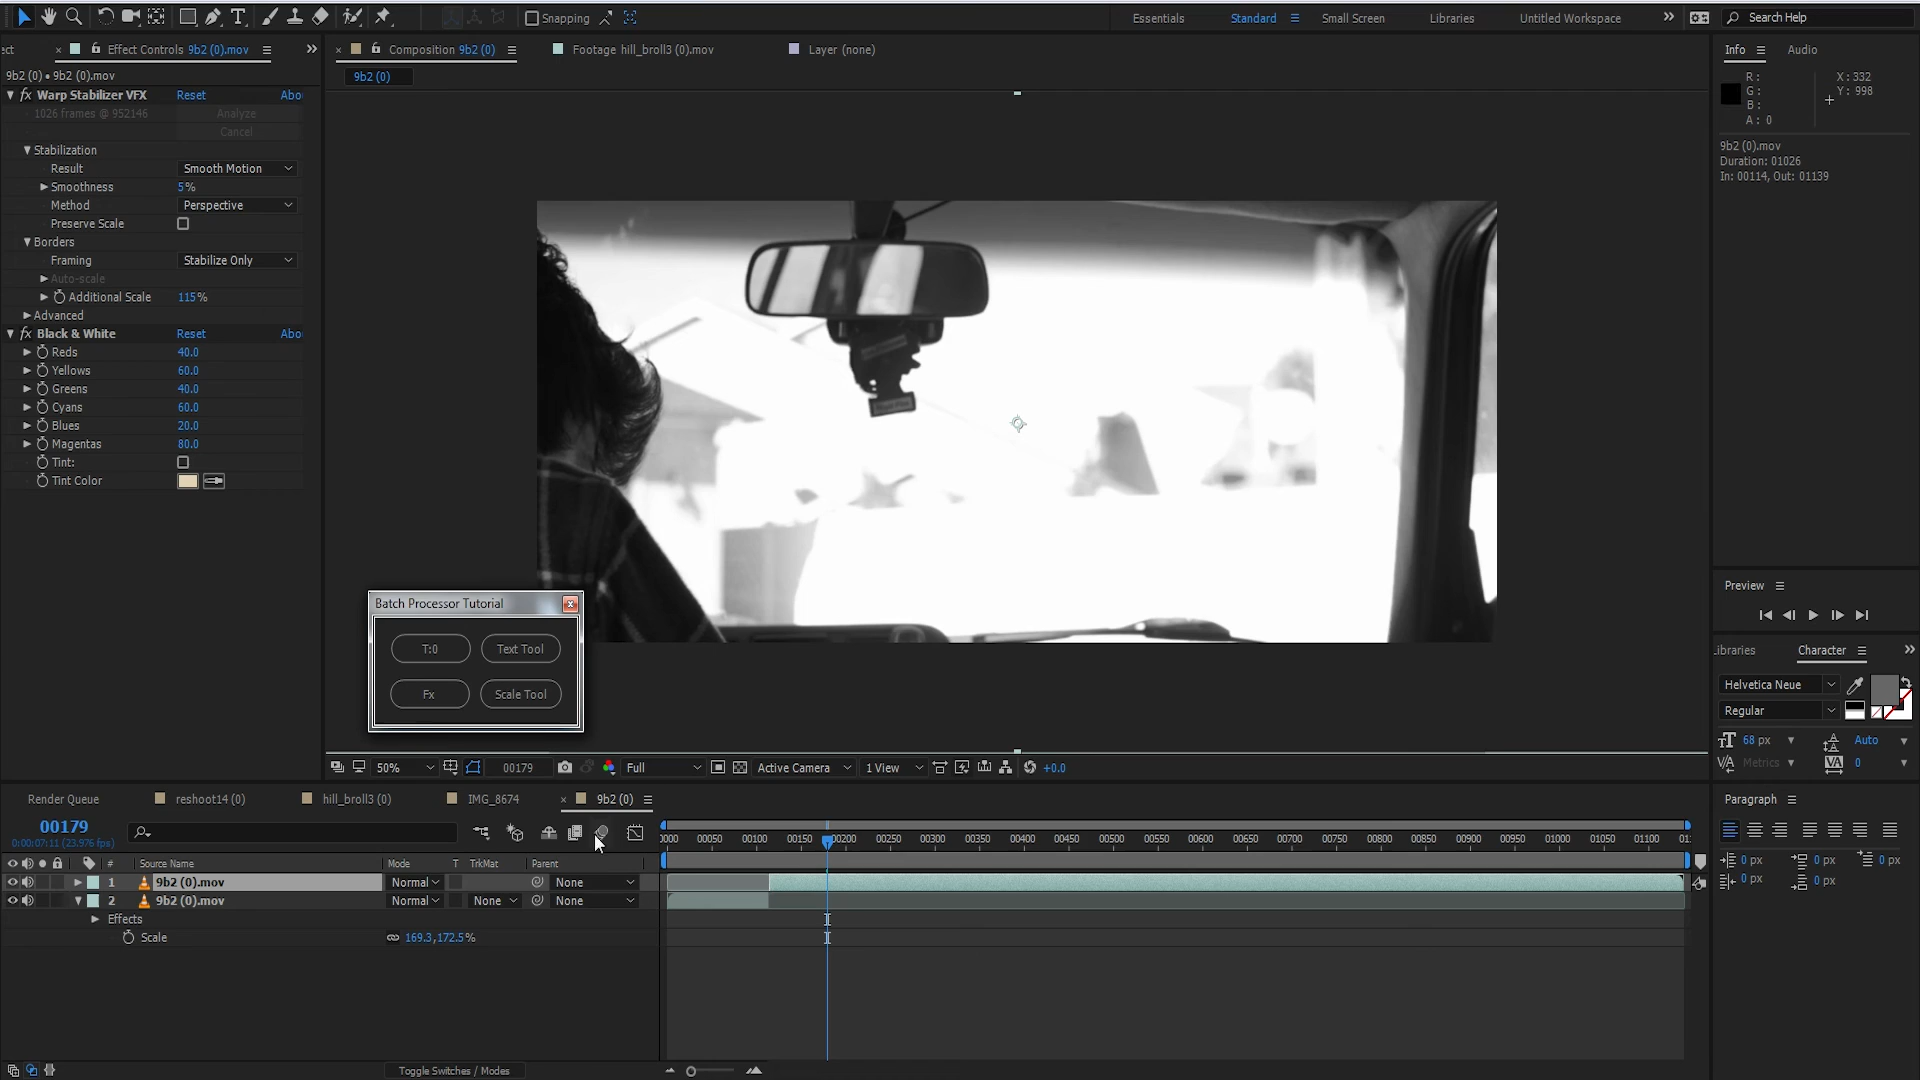 Snapping
Essentials
Standard
Small Screen
Libraries
Untitled Workspace
Search Help
ect
Effect Controls 9b2 (0).mov
Composition 9b2 (0)
Footage hill_broll3 (0).mov
Layer (none)
Info
Audio
9b2 (0) • 9b2 (0).mov
9b2 (0)
R:
G:
B:
A: 0
X: 332
Y: 998
9b2 (0).mov
Duration: 01026
In: 00114, Out: 01139
fx Warp Stabilizer VFX Reset Abo
1026 frames @ 952146 Analyze
Cancel
Stabilization
Result Smooth Motion
Smoothness 5%
Method Perspective
Preserve Scale
Borders
Framing Stabilize Only
Auto-scale
Additional Scale 115%
Advanced
fx Black & White Reset Abo
Reds 40.0
Yellows 60.0
Greens 40.0
Cyans 60.0
Blues 20.0
Magentas 80.0
Tint:
Tint Color
Batch Processor Tutorial
T:0 Text Tool
Fx Scale Tool
Preview
ibraries Character
Helvetica Neue
Regular
68 px Auto
Metrics 0
50% 00179 Full Active Camera 1 View +0.0
Render Queue reshoot14 (0) hill_broll3 (0) IMG_8674 9b2 (0)
Paragraph
0 px 0 px 0 px
0 px 0 px
00179
0:00:07:11 (23.976 fps)
0000 00050 00100 00150 00200 00250 00300 00350 00400 00450 00500 00550 00600 00650 00700 00750 00800 00850 00900 00950 01000 01050 01100 011
# Source Name Mode T TrkMat Parent
1 9b2 (0).mov Normal None
2 9b2 (0).mov Normal None None
Effects
Scale 169.3,172.5%
Toggle Switches / Modes